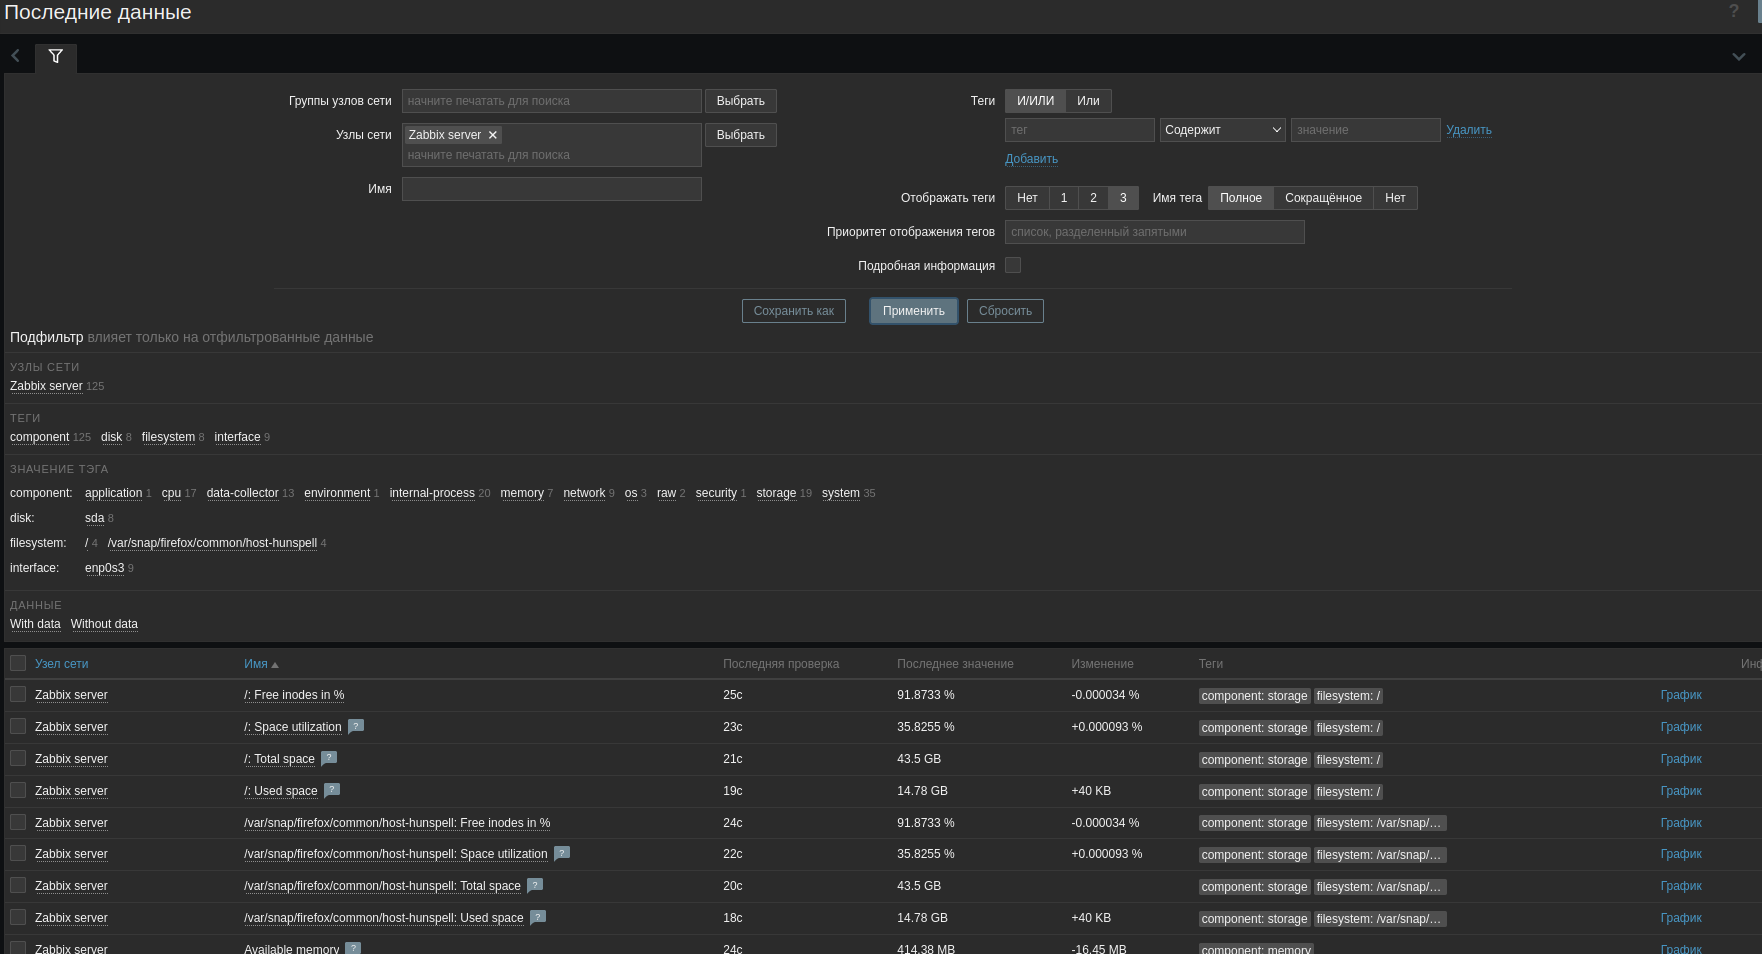 Последние данные
?
Группы узлов сети начните печатать для поиска Выбрать Теги И/ИЛИ Или
Узлы сети Zabbix server ✕ начните печатать для поиска Выбрать тег Содержит значение Удалить
Добавить
Имя
Отображать теги Нет 1 2 3 Имя тега Полное Сокращённое Нет
Приоритет отображения тегов список, разделенный запятыми
Подробная информация
Сохранить как Применить Сбросить
Подфильтр влияет только на отфильтрованные данные
УЗЛЫ СЕТИ
Zabbix server 125
ТЕГИ
component 125 disk 8 filesystem 8 interface 9
ЗНАЧЕНИЕ ТЭГА
component: application 1 cpu 17 data-collector 13 environment 1 internal-process 20 memory 7 network 9 os 3 raw 2 security 1 storage 19 system 35
disk: sda 8
filesystem: / 4 /var/snap/firefox/common/host-hunspell 4
interface: enp0s3 9
ДАННЫЕ
With data Without data
Узел сети Имя Последняя проверка Последнее значение Изменение Теги Инф
Zabbix server /: Free inodes in % 25с 91.8733 % -0.000034 % component: storage filesystem: / График
Zabbix server /: Space utilization ? 23с 35.8255 % +0.000093 % component: storage filesystem: / График
Zabbix server /: Total space ? 21с 43.5 GB component: storage filesystem: / График
Zabbix server /: Used space ? 19с 14.78 GB +40 KB component: storage filesystem: / График
Zabbix server /var/snap/firefox/common/host-hunspell: Free inodes in % 24с 91.8733 % -0.000034 % component: storage filesystem: /var/snap/... График
Zabbix server /var/snap/firefox/common/host-hunspell: Space utilization ? 22с 35.8255 % +0.000093 % component: storage filesystem: /var/snap/... График
Zabbix server /var/snap/firefox/common/host-hunspell: Total space ? 20с 43.5 GB component: storage filesystem: /var/snap/... График
Zabbix server /var/snap/firefox/common/host-hunspell: Used space ? 18с 14.78 GB +40 KB component: storage filesystem: /var/snap/... График
Zabbix server Available memory ? 24с 414.38 MB -16.45 MB component: memory График